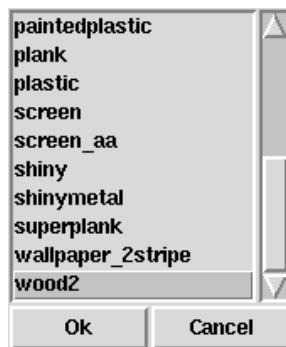 paintedplastic
plank
plastic
screen
screen_aa
shiny
shinymetal
superplank
wallpaper_2stripe
wood2
Ok Cancel